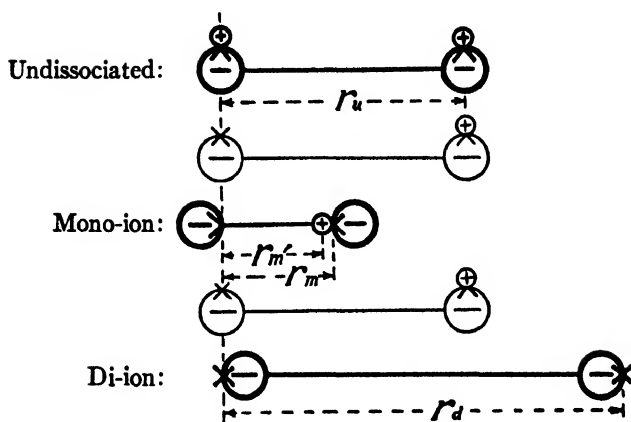 Undissociated:
r_u
Mono-ion:
r_m'
r_m
Di-ion:
r_d